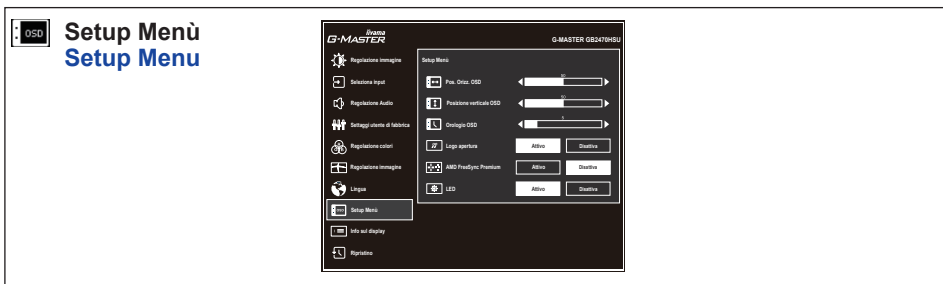 OSD
Setup Menù
Setup Menu
iiyama
G-MASTER
G-MASTER GB2470HSU
Regolazione immagine
Seleziona input
Regolazione Audio
Settaggi utente di fabbrica
Regolazione colori
Regolazione immagine
Lingua
OSD Setup Menù
Info sul display
Ripristino
Setup Menù
Pos. Orizz. OSD
50
Posizione verticale OSD
50
Orologio OSD
Logo apertura
Attivo
Disattiva
AMD FreeSync Premium
Attivo
Disattiva
LED
Attivo
Disattiva